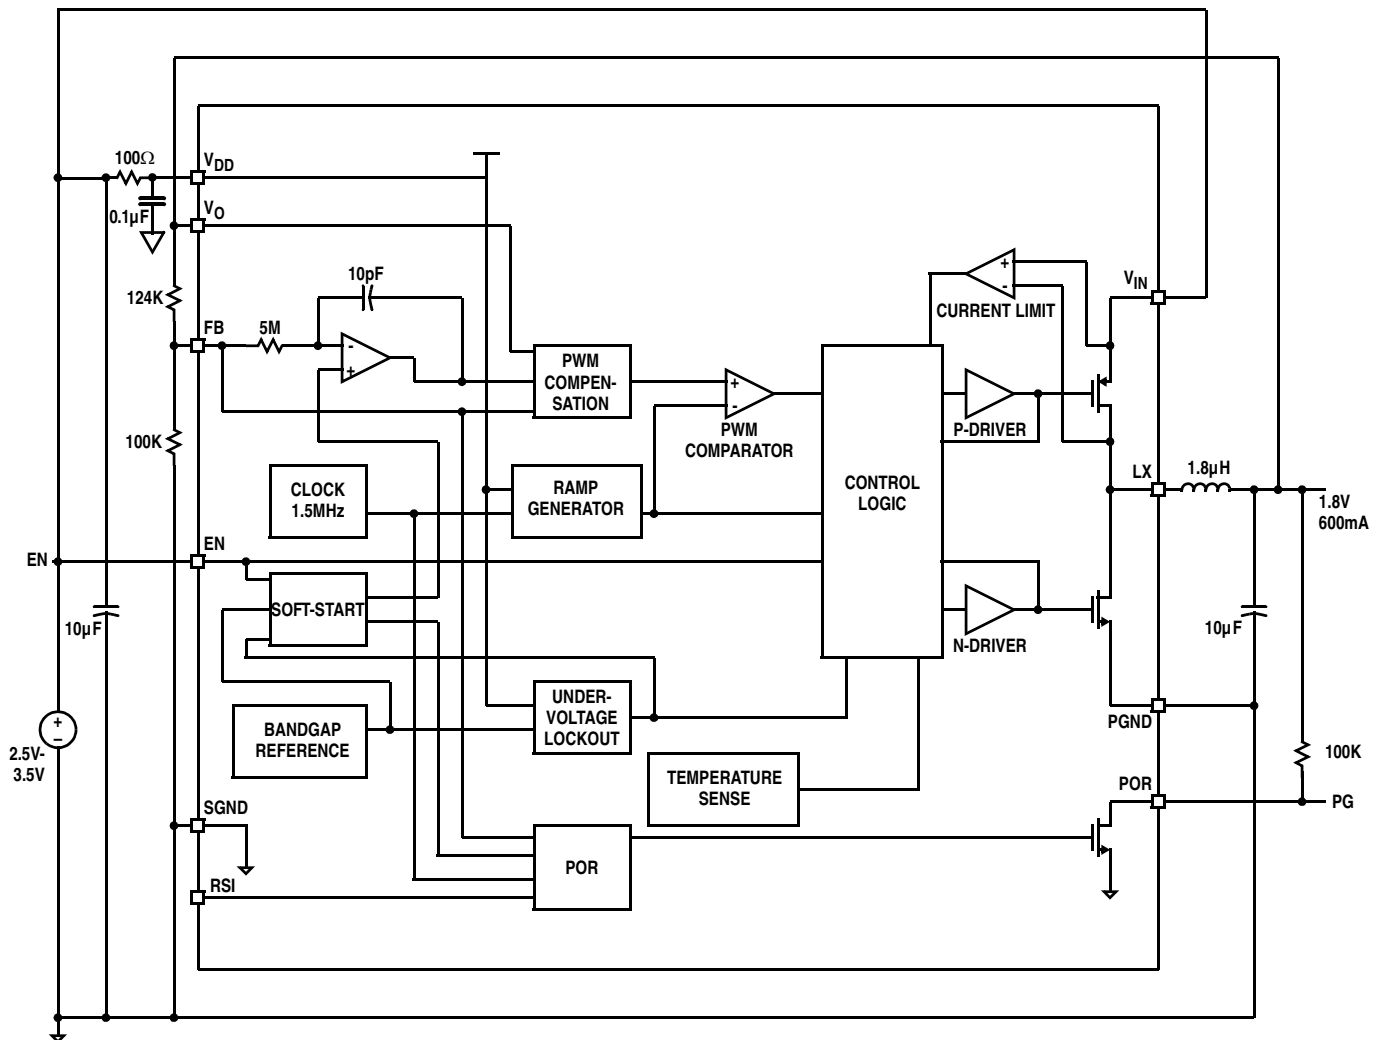 100Ω
VDD
0.1µF
VO
124K
FB
5M
10pF
-
+
PWM
COMPEN-
SATION
+
-
PWM
COMPARATOR
+
-
CURRENT LIMIT
VIN
P-DRIVER
100K
CLOCK
1.5MHz
RAMP
GENERATOR
CONTROL
LOGIC
LX
1.8µH
1.8V
600mA
EN
EN
SOFT-START
10µF
N-DRIVER
10µF
UNDER-
VOLTAGE
LOCKOUT
BANDGAP
REFERENCE
PGND
+
–
2.5V-
3.5V
TEMPERATURE
SENSE
100K
POR
PG
SGND
POR
RSI